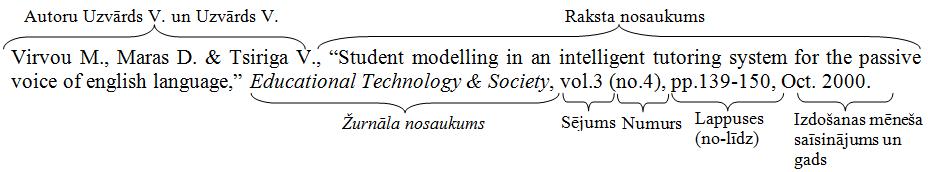 Autoru Uzvārds V. un Uzvārds V.
Raksta nosaukums
Virvou M., Maras D. & Tsiriga V., “Student modelling in an intelligent tutoring system for the passive
voice of english language,” Educational Technology & Society, vol.3 (no.4), pp.139-150, Oct. 2000.
Žurnāla nosaukums
Sējums
Numurs
Lappuses
(no-līdz)
Izdošanas mēneša
saīsinājums un
gads